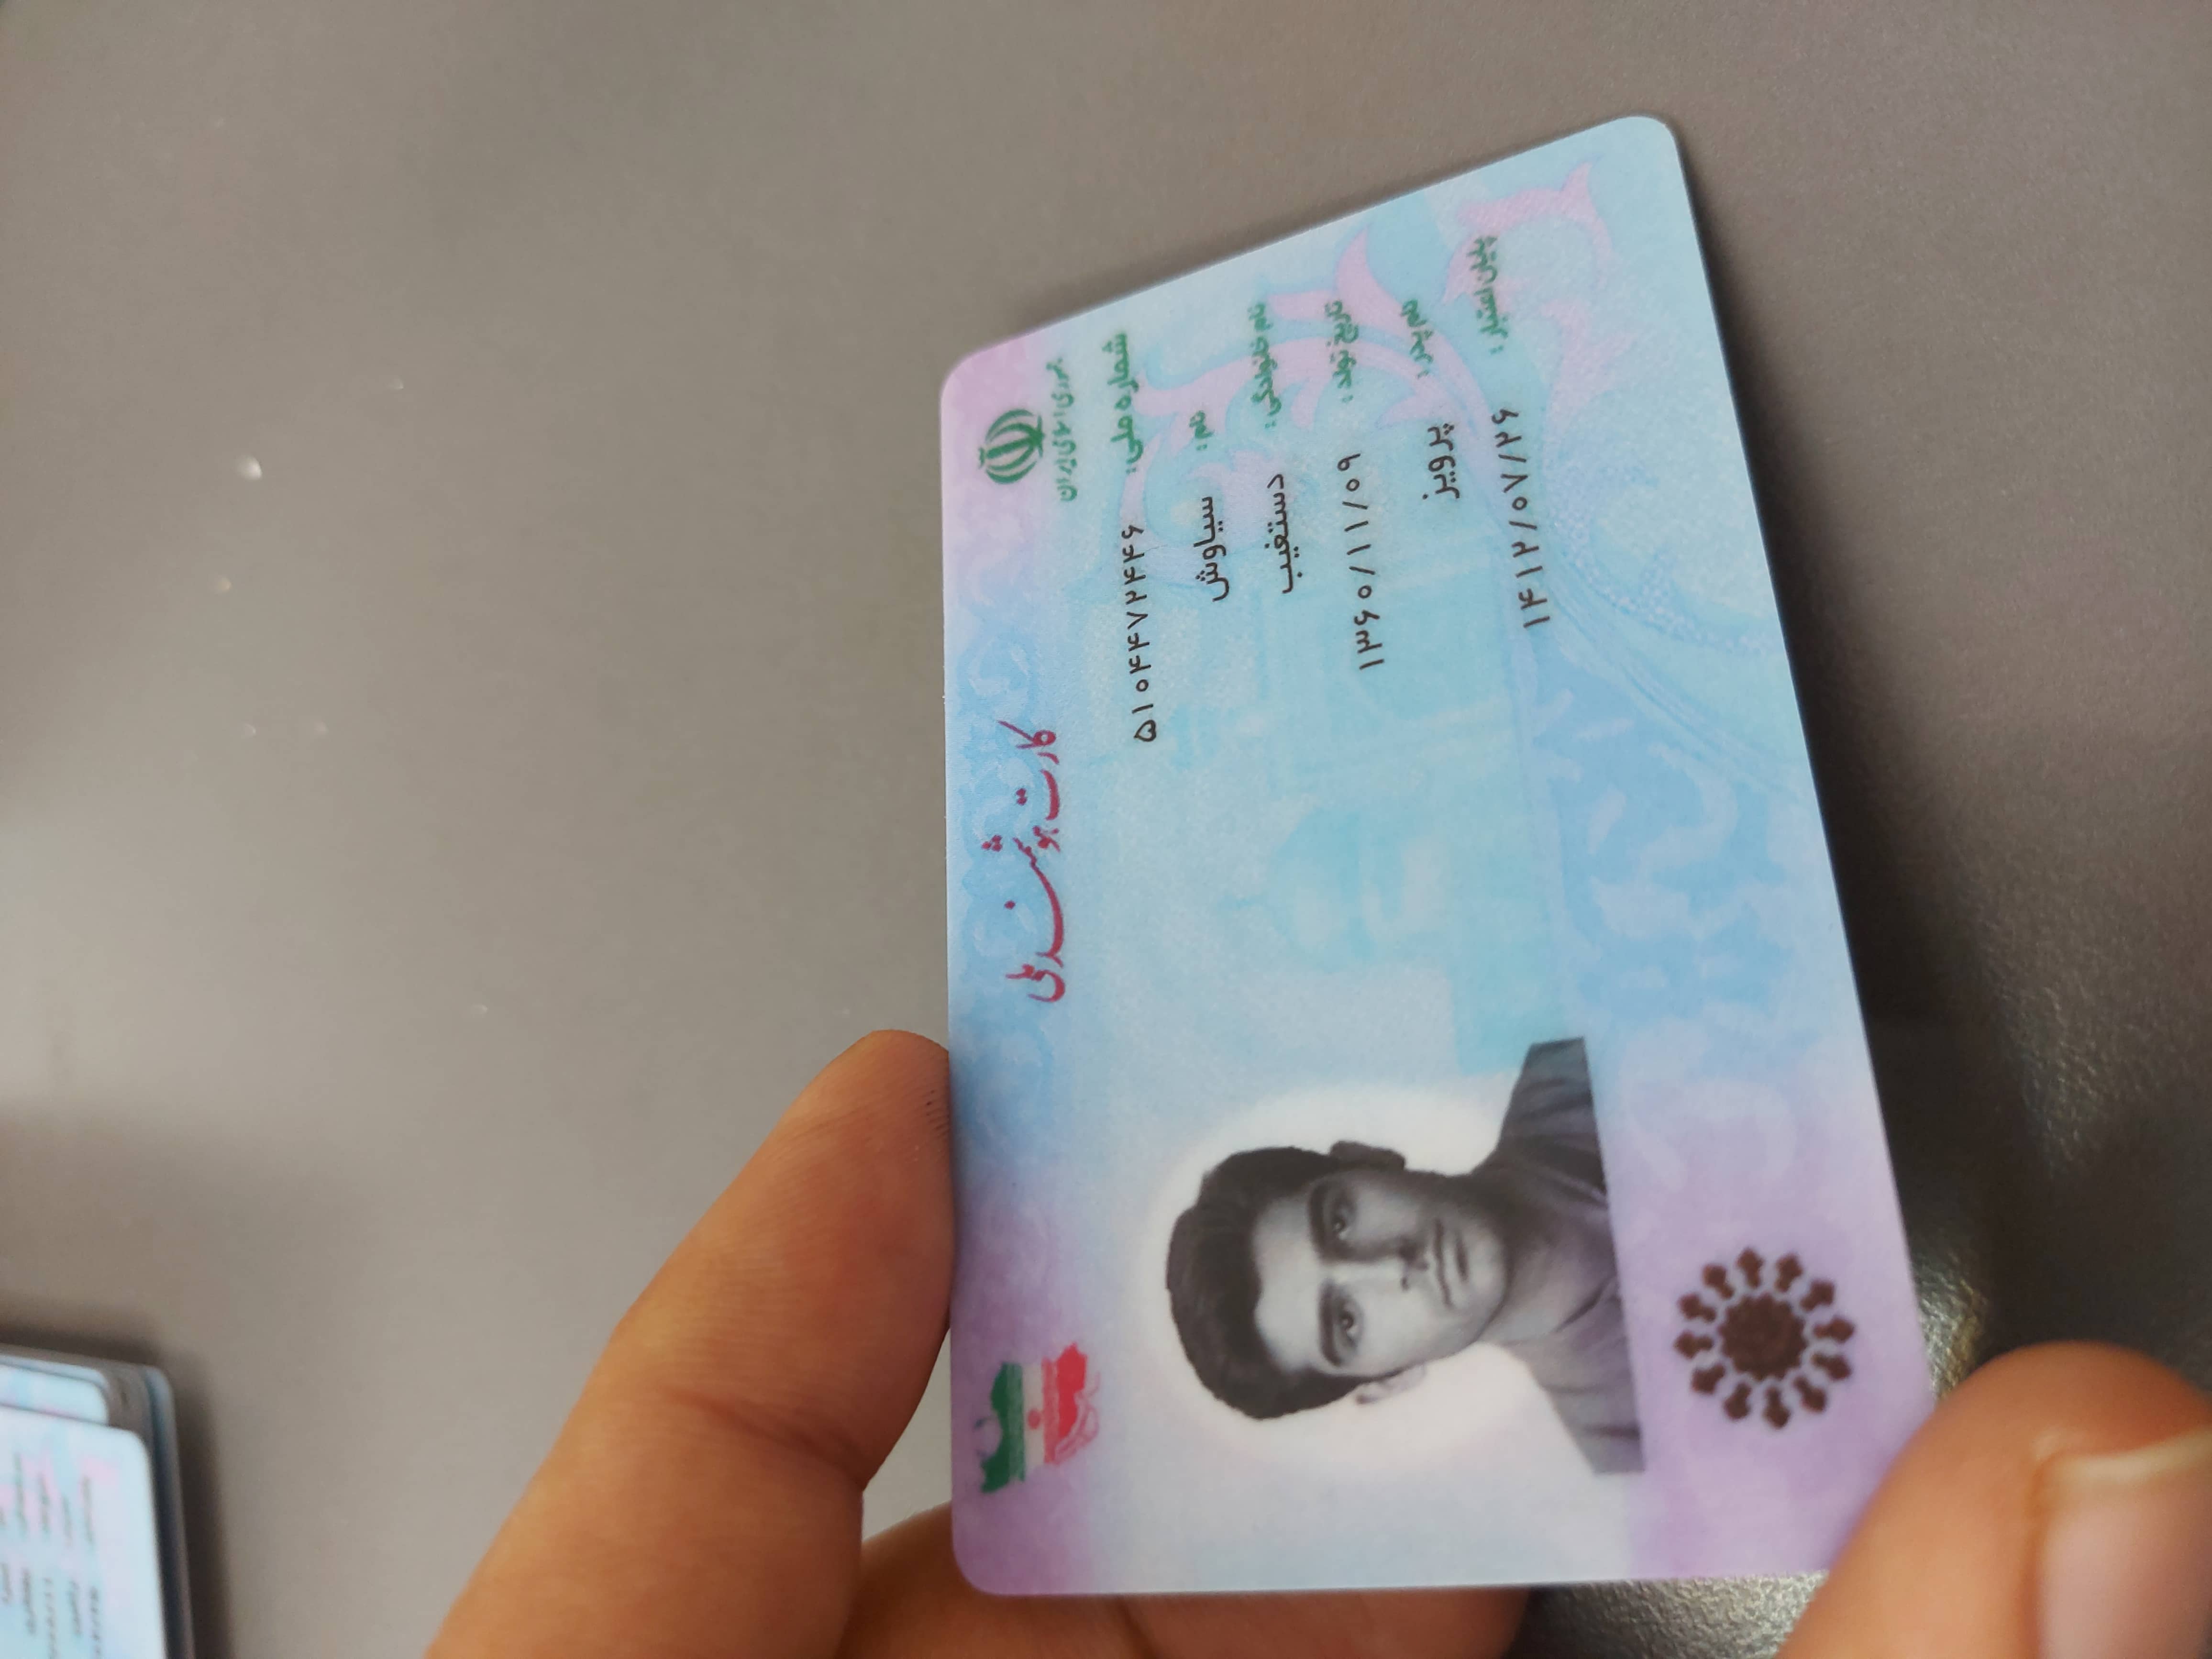 جمهوری اسلامی ایران
کارت هوشمند ملی
شماره ملی: ۵۱۰۴۴۷۲۴۴۶
نام: سیاوش
نام خانوادگی: دستغیب
تاریخ تولد: ۱۳۶۰/۱۱/۰۹
نام پدر: پرویز
پایان اعتبار: ۱۴۱۲/۰۷/۲۶